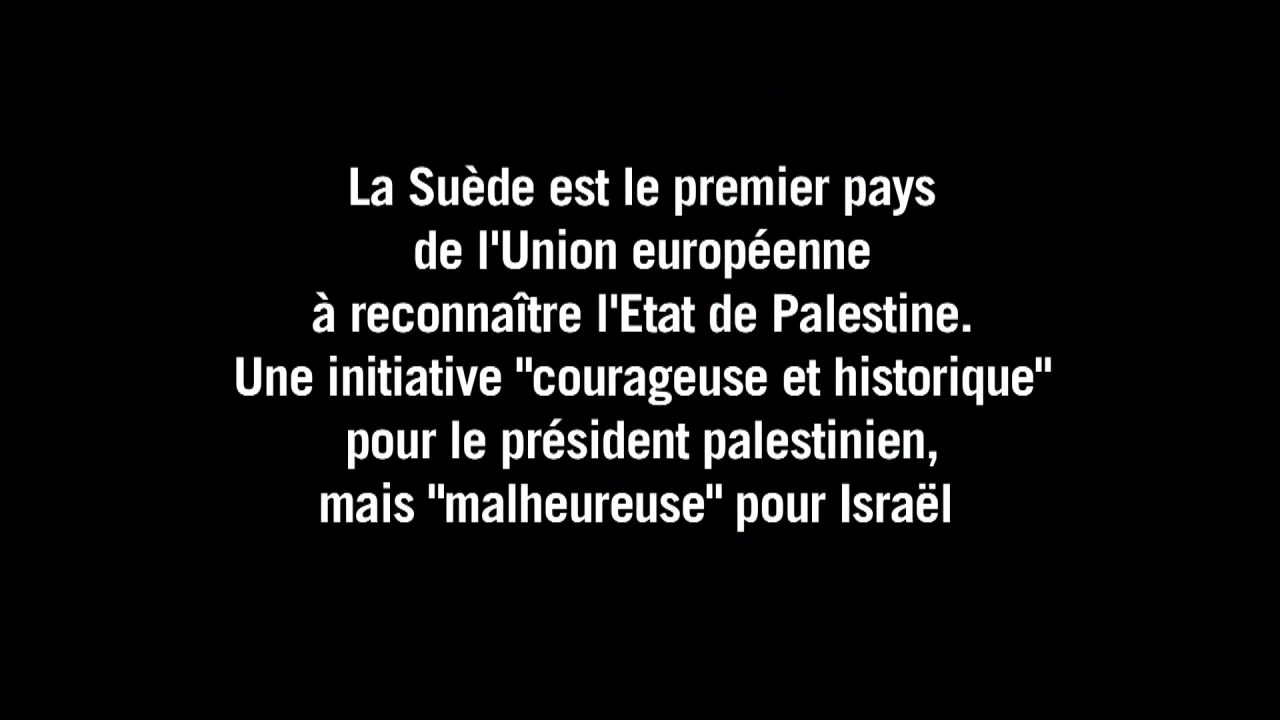 La Suède est le premier pays
de l'Union européenne
à reconnaître l'Etat de Palestine.
Une initiative "courageuse et historique"
pour le président palestinien,
mais "malheureuse" pour Israël